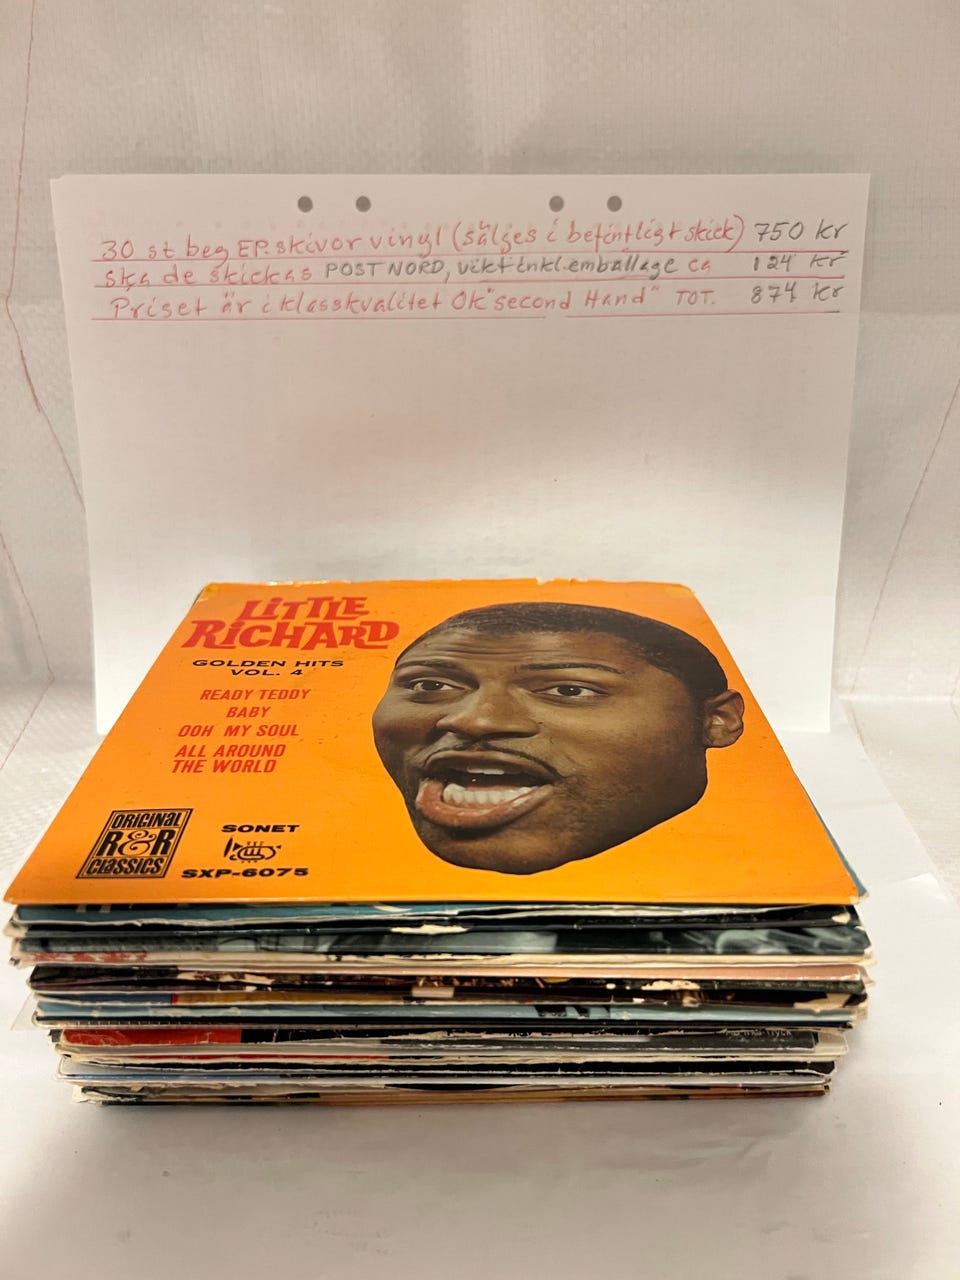 30 st beg EP.skivor vinyl (säljes i befintligt skick) 750 kr
ska de skickas POST NORD, vikt inkl.emballage ca 124 kr
Priset är i klasskvalitet Ok "second Hand" TOT. 874 kr
LiTTLE
RiCHARD
GOLDEN HITS
VOL. 4
READY TEDDY
BABY
OOH MY SOUL
ALL AROUND
THE WORLD
ORIGINAL
R&R
CLASSICS
SONET
SXP-6075